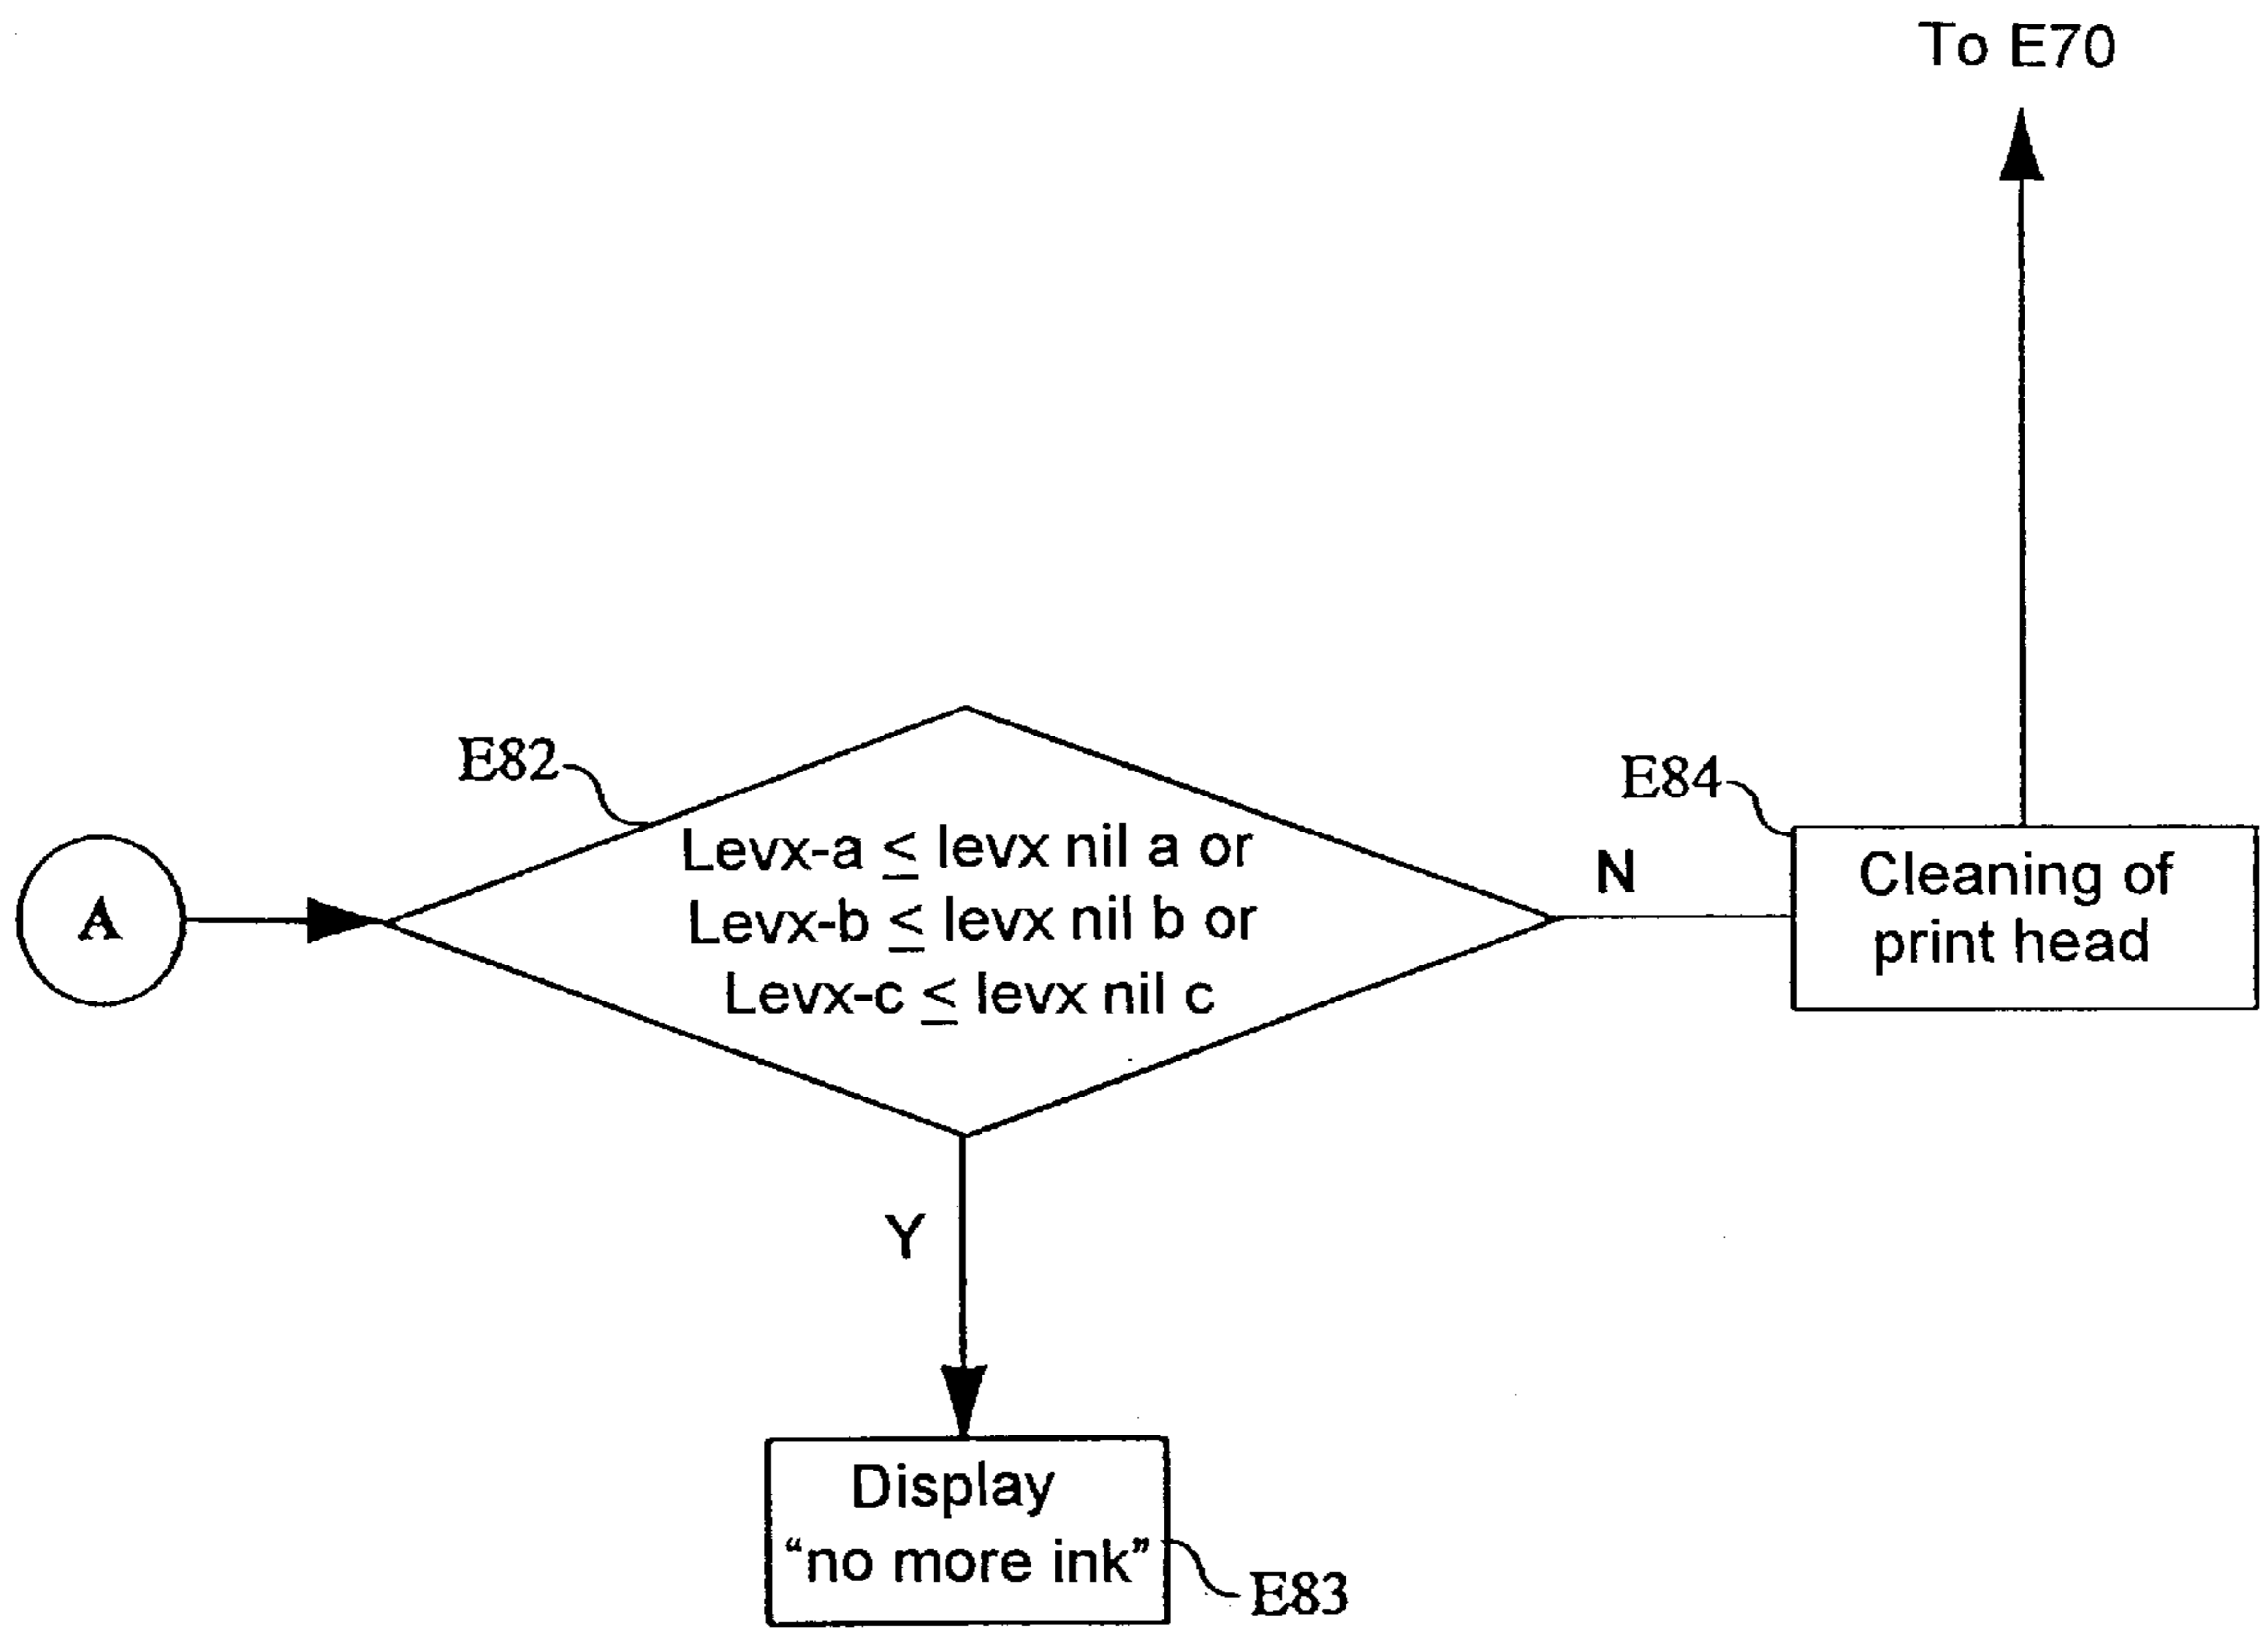 To E70
E82
E84
A
Levx-a ≤ levx nil a or
Levx-b ≤ levx nil b or
Levx-c ≤ levx nil c
N
Cleaning of
print head
Y
Display
“no more ink”
E83